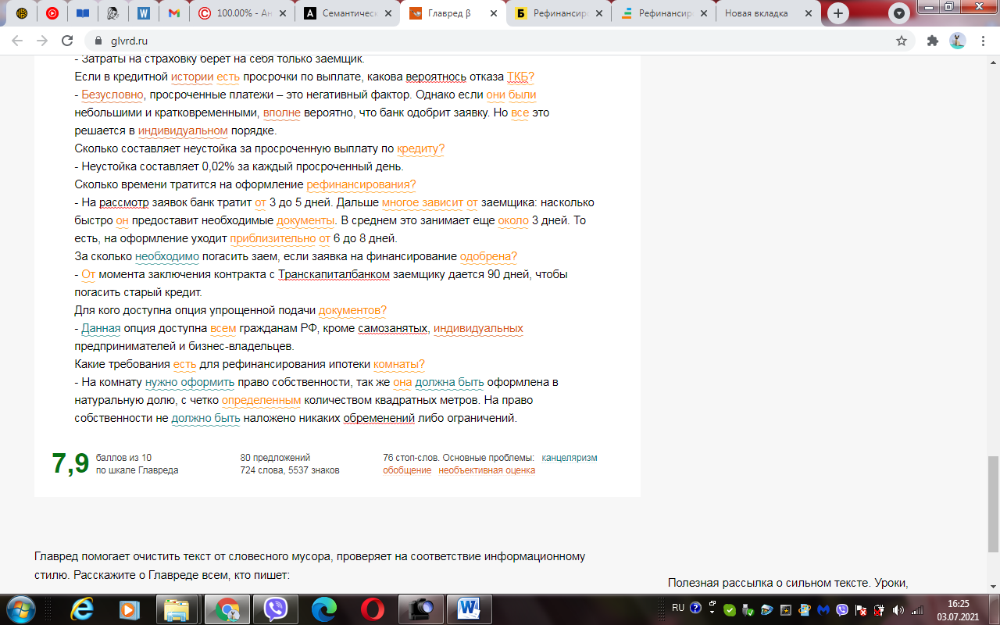 100.00% - Ан
Семантическ
Главред β
Рефинансиро
Рефинансиро
Новая вкладка
glvrd.ru
- Затраты на страховку берет на себя только заемщик.
Если в кредитной истории есть просрочки по выплате, какова вероятнось отказа ТКБ?
- Безусловно, просроченные платежи – это негативный фактор. Однако если они были
небольшими и кратковременными, вполне вероятно, что банк одобрит заявку. Но все это
решается в индивидуальном порядке.
Сколько составляет неустойка за просроченную выплату по кредиту?
- Неустойка составляет 0,02% за каждый просроченный день.
Сколько времени тратится на оформление рефинансирования?
- На рассмотр заявок банк тратит от 3 до 5 дней. Дальше многое зависит от заемщика: насколько
быстро он предоставит необходимые документы. В среднем это занимает еще около 3 дней. То
есть, на оформление уходит приблизительно от 6 до 8 дней.
За сколько необходимо погасить заем, если заявка на финансирование одобрена?
- От момента заключения контракта с Транскапиталбанком заемщику дается 90 дней, чтобы
погасить старый кредит.
Для кого доступна опция упрощенной подачи документов?
- Данная опция доступна всем гражданам РФ, кроме самозанятых, индивидуальных
предпринимателей и бизнес-владельцев.
Какие требования есть для рефинансирования ипотеки комнаты?
- На комнату нужно оформить право собственности, так же она должна быть оформлена в
натуральную долю, с четко определенным количеством квадратных метров. На право
собственности не должно быть наложено никаких обременений либо ограничений.
7,9 баллов из 10 80 предложений 76 стоп-слов. Основные проблемы: канцеляризм
по шкале Главреда 724 слова, 5537 знаков обобщение необъективная оценка
Главред помогает очистить текст от словесного мусора, проверяет на соответствие информационному
стилю. Расскажите о Главреде всем, кто пишет:
Полезная рассылка о сильном тексте. Уроки,
RU
16:25
03.07.2021